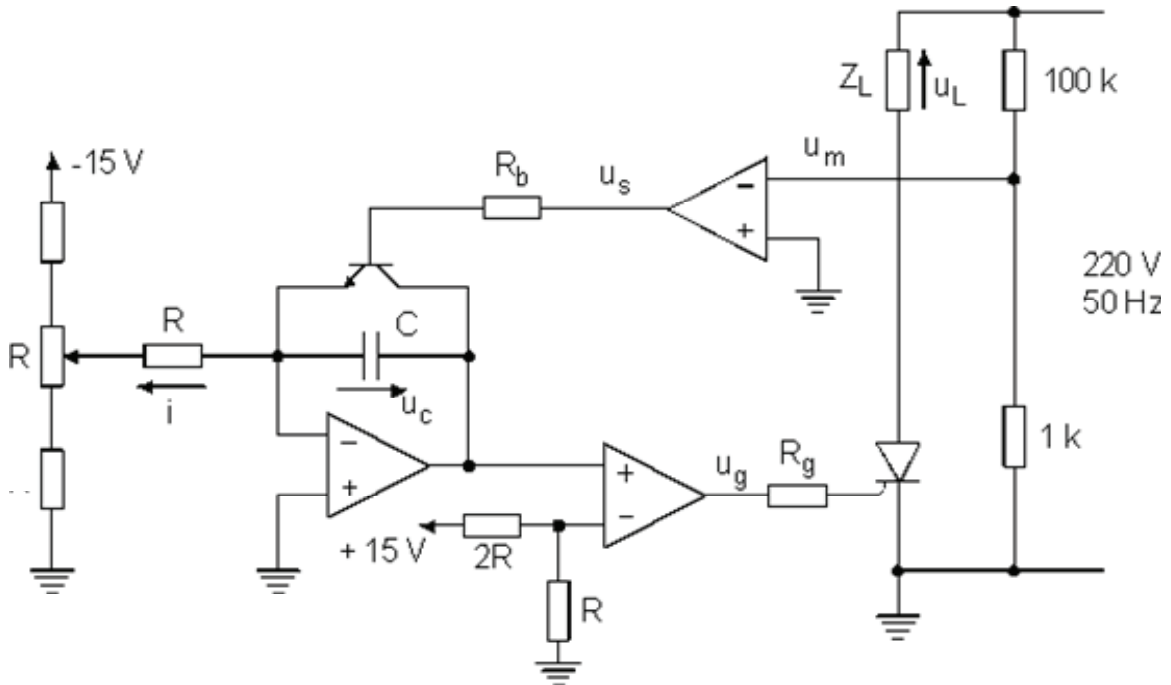 -15 V
R
R
i
C
u_c
−
+
R_b
u_s
u_m
−
+
Z_L
u_L
100 k
220 V
50 Hz
1 k
+ 15 V
2R
R
+
−
u_g
R_g